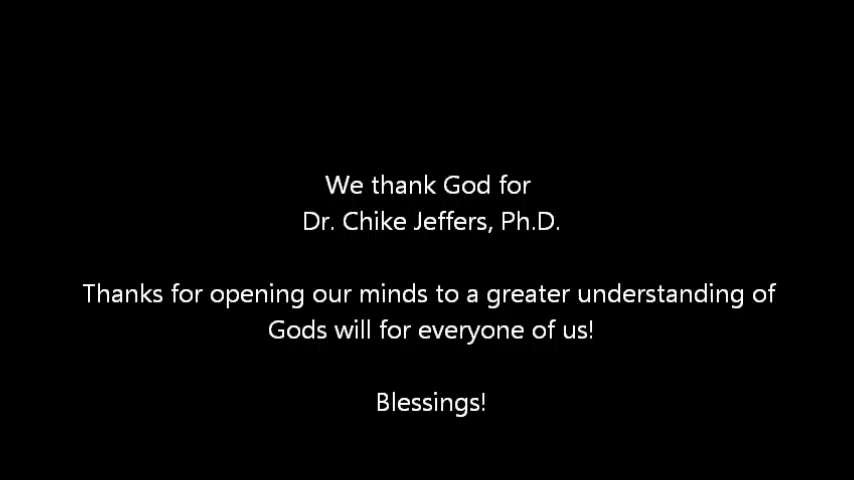 We thank God for
Dr. Chike Jeffers, Ph.D.
Thanks for opening our minds to a greater understanding of
Gods will for everyone of us!
Blessings!